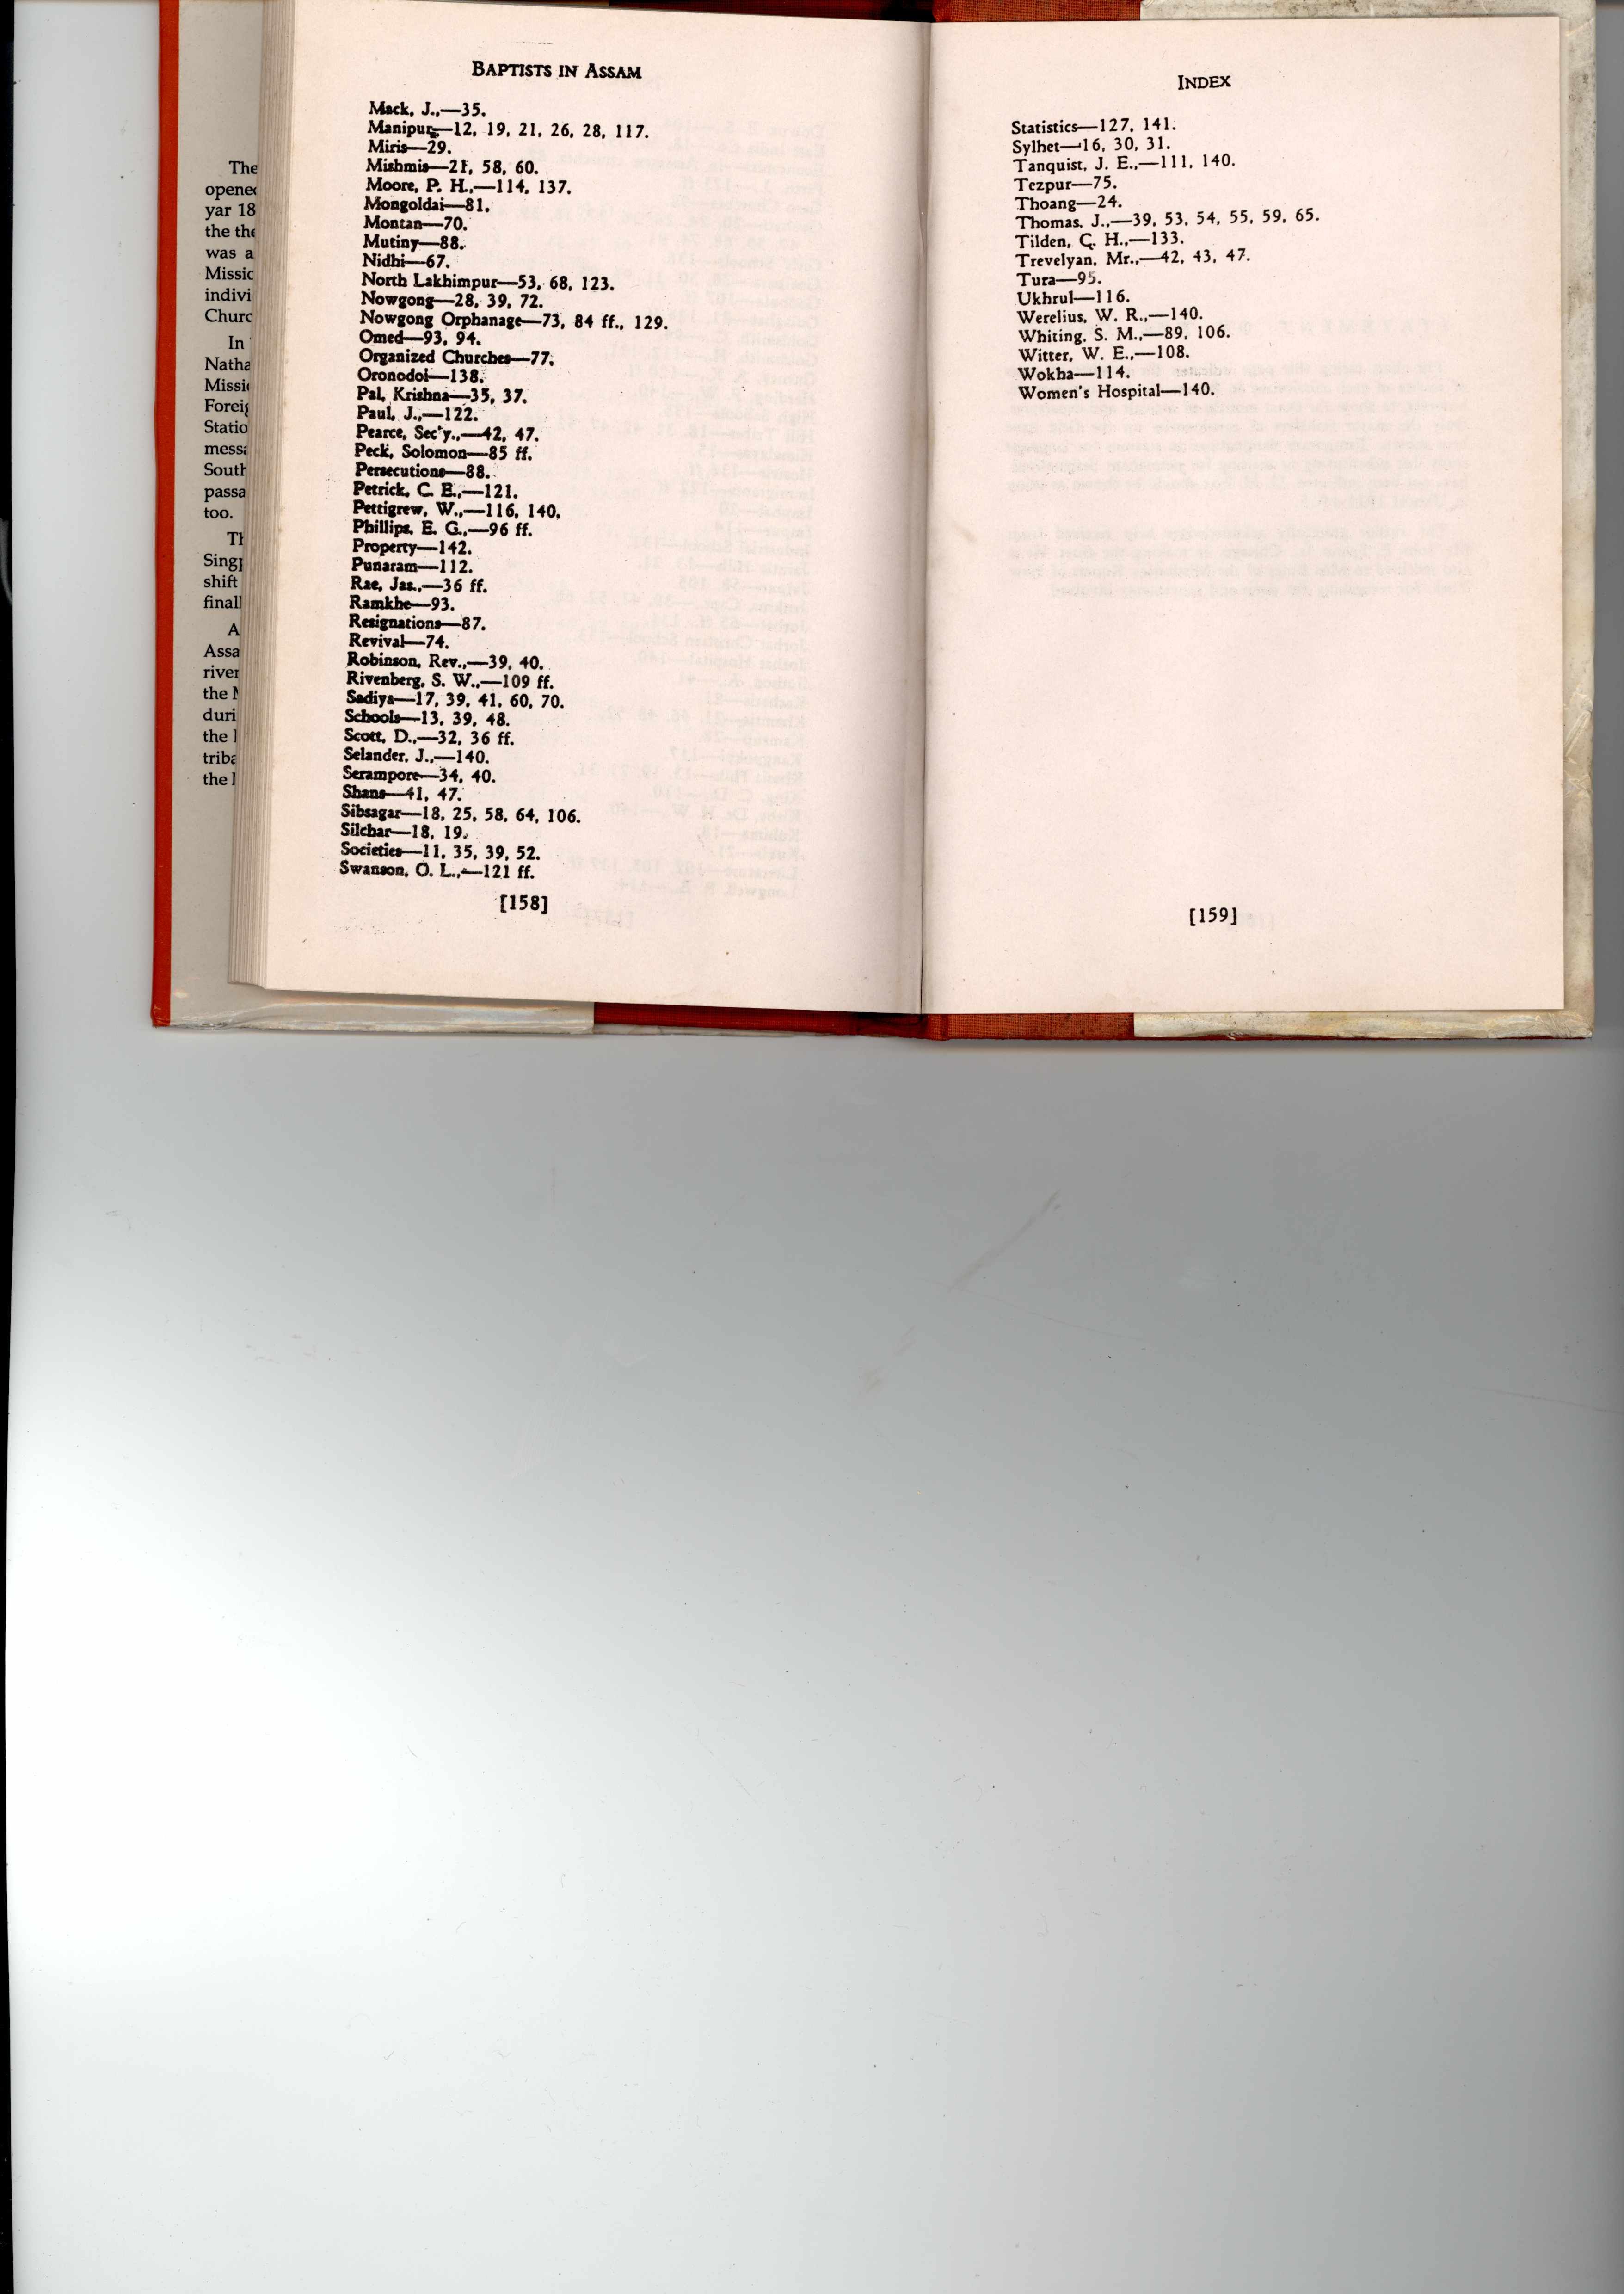 The
opened
yar 18
the the
was a
Missic
indivi
Churc
In
Natha
Missi
Foreig
Statio
messa
South
passa
too.
Th
Singp
shift
final
A
Assa
river
the
duri
the
triba
the
BAPTISTS IN ASSAM
Mack, J.,—35.
Manipur—12, 19, 21, 26, 28, 117.
Miris—29.
Mishmis—21, 58, 60.
Moore, P. H.,—114, 137.
Mongoldai—81.
Montan—70.
Mutiny—88.
Nidhi—67.
North Lakhimpur—53, 68, 123.
Nowgong—28, 39, 72.
Nowgong Orphanage—73, 84 ff., 129.
Omed—93, 94.
Organized Churches—77.
Oronodoi—138.
Pal, Krishna—35, 37.
Paul, J.,—122.
Pearce, Sec'y.,—42, 47.
Peck, Solomon—85 ff.
Persecutions—88.
Petrick, C. E.,—121.
Pettigrew, W.,—116, 140.
Phillips, E. G.,—96 ff.
Property—142.
Punaram—112.
Rae, Jas.,—36 ff.
Ramkhe—93.
Resignations—87.
Revival—74.
Robinson, Rev.,—39, 40.
Rivenberg, S. W.,—109 ff.
Sadiya—17, 39, 41, 60, 70.
Schools—13, 39, 48.
Scott, D.,—32, 36 ff.
Selander, J.,—140.
Serampore—34, 40.
Shans—41, 47.
Sibsagar—18, 25, 58, 64, 106.
Silchar—18, 19.
Societies—11, 35, 39, 52.
Swanson, O. L.,—121 ff.
[158]
INDEX
Statistics—127, 141.
Sylhet—16, 30, 31.
Tanquist, J. E.,—111, 140.
Tezpur—75.
Thoang—24.
Thomas, J.,—39, 53, 54, 55, 59, 65.
Tilden, C. H.,—133.
Trevelyan, Mr.,—42, 43, 47.
Tura—95.
Ukhrul—116.
Werelius, W. R.,—140.
Whiting, S. M.,—89, 106.
Witter, W. E.,—108.
Wokha—114.
Women's Hospital—140.
[159]